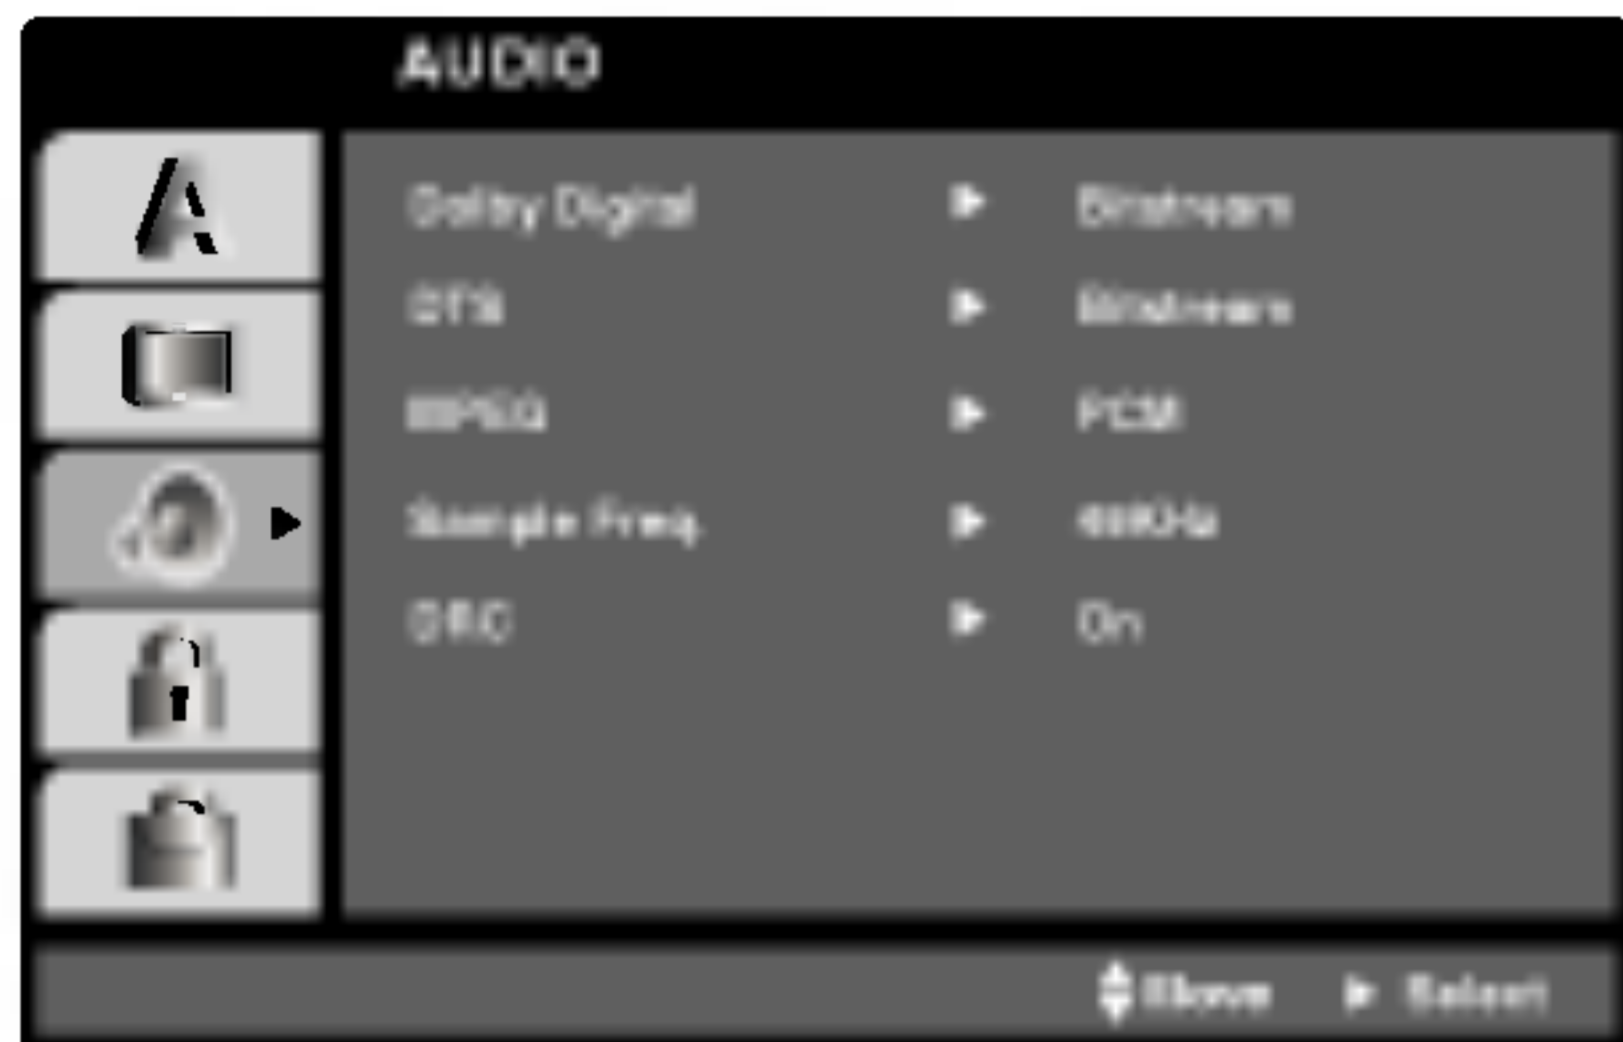 AUDIO
Dolby Digital Bitstream
DTS Bitstream
MPEG PCM
Sample Freq. 48KHz
DRC On
Move Select